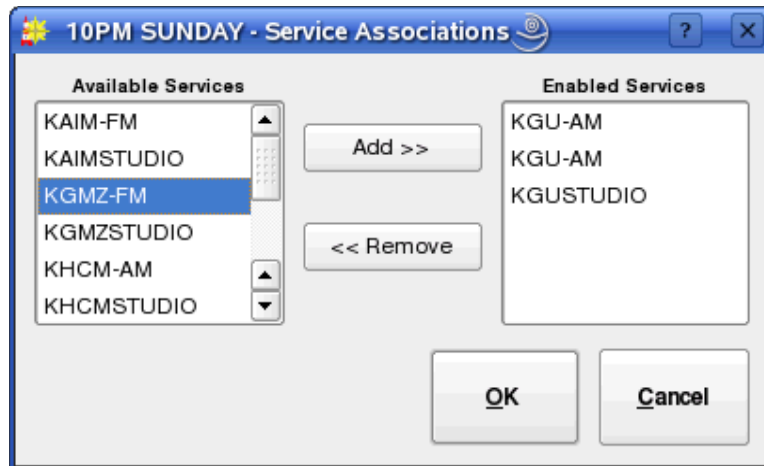 10PM SUNDAY - Service Associations
?
Available Services
Enabled Services
KAIM-FM
KAIMSTUDIO
KGMZ-FM
KGMZSTUDIO
KHCM-AM
KHCMSTUDIO
Add >>
<< Remove
KGU-AM
KGU-AM
KGUSTUDIO
OK
Cancel